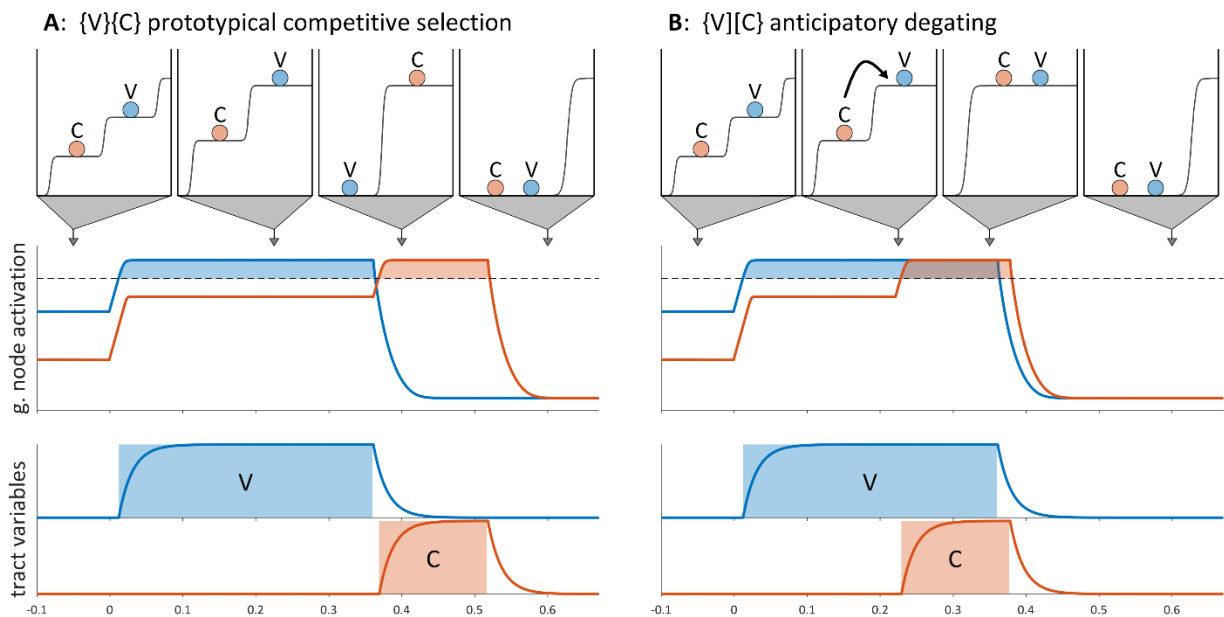 A: {V}{C} prototypical competitive selection
B: {V][C} anticipatory degating
C V
C V
V C
C V
C V
C V
C V
C V
g. node activation
tract variables
V
C
V
C
-0.1 0 0.1 0.2 0.3 0.4 0.5 0.6
-0.1 0 0.1 0.2 0.3 0.4 0.5 0.6